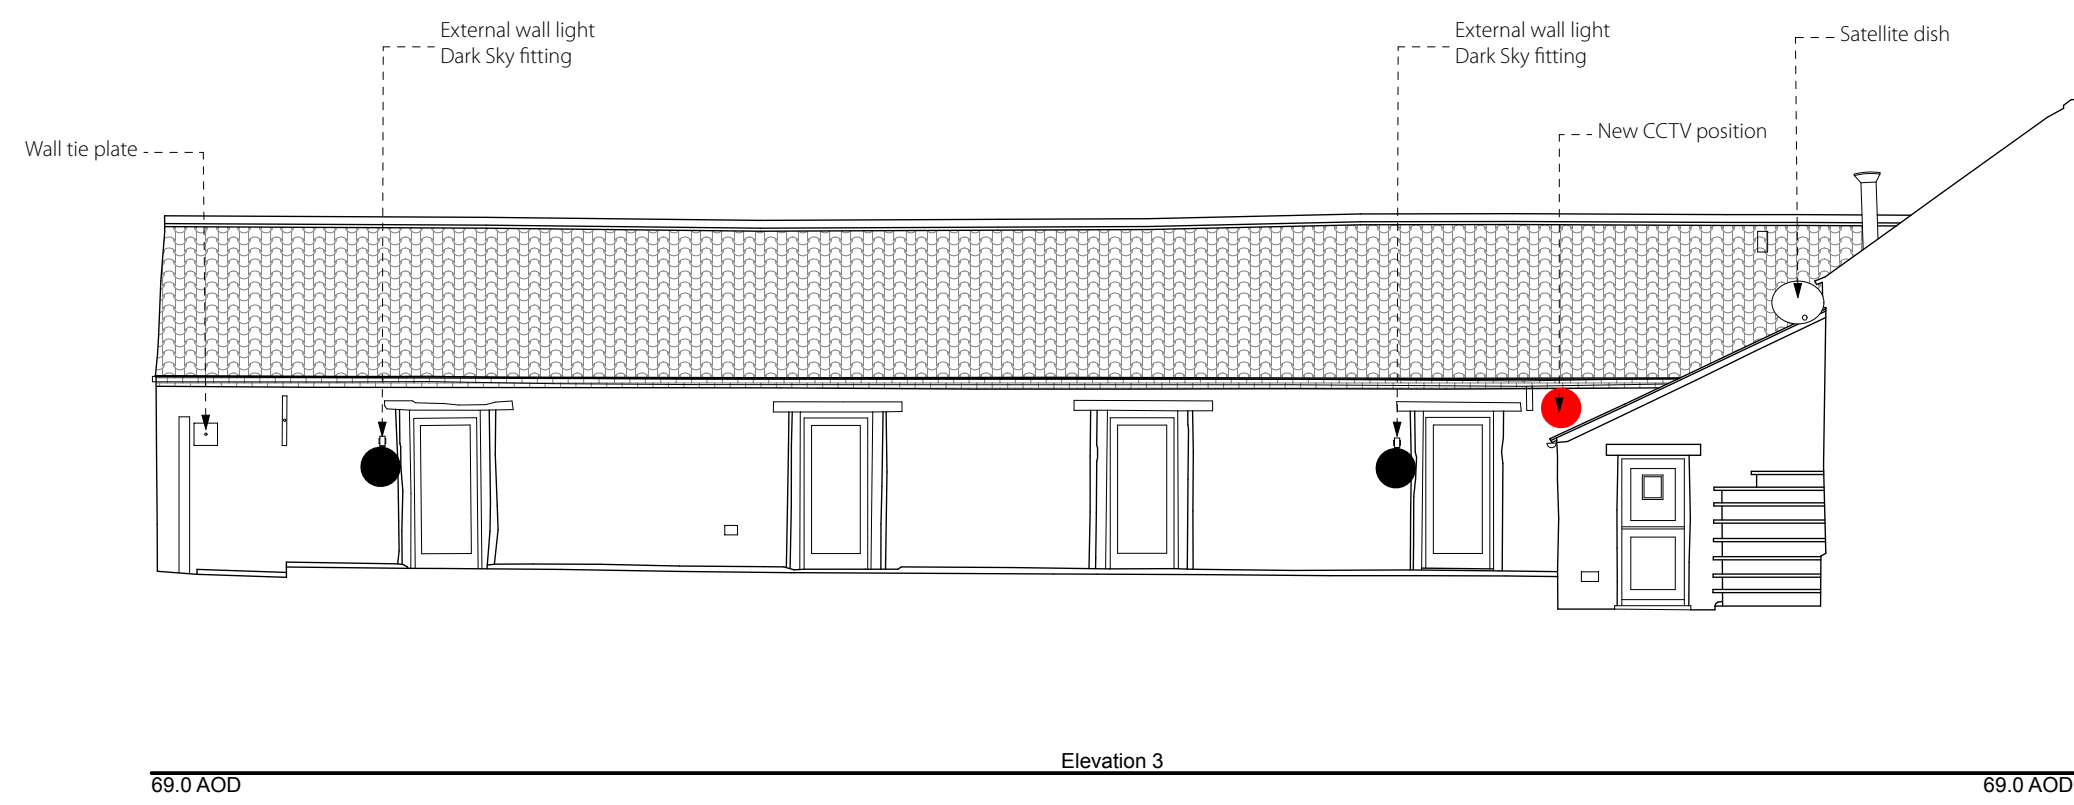 External wall light
Dark Sky fitting
External wall light
Dark Sky fitting
Satellite dish
New CCTV position
Wall tie plate
Elevation 3
69.0 AOD
69.0 AOD